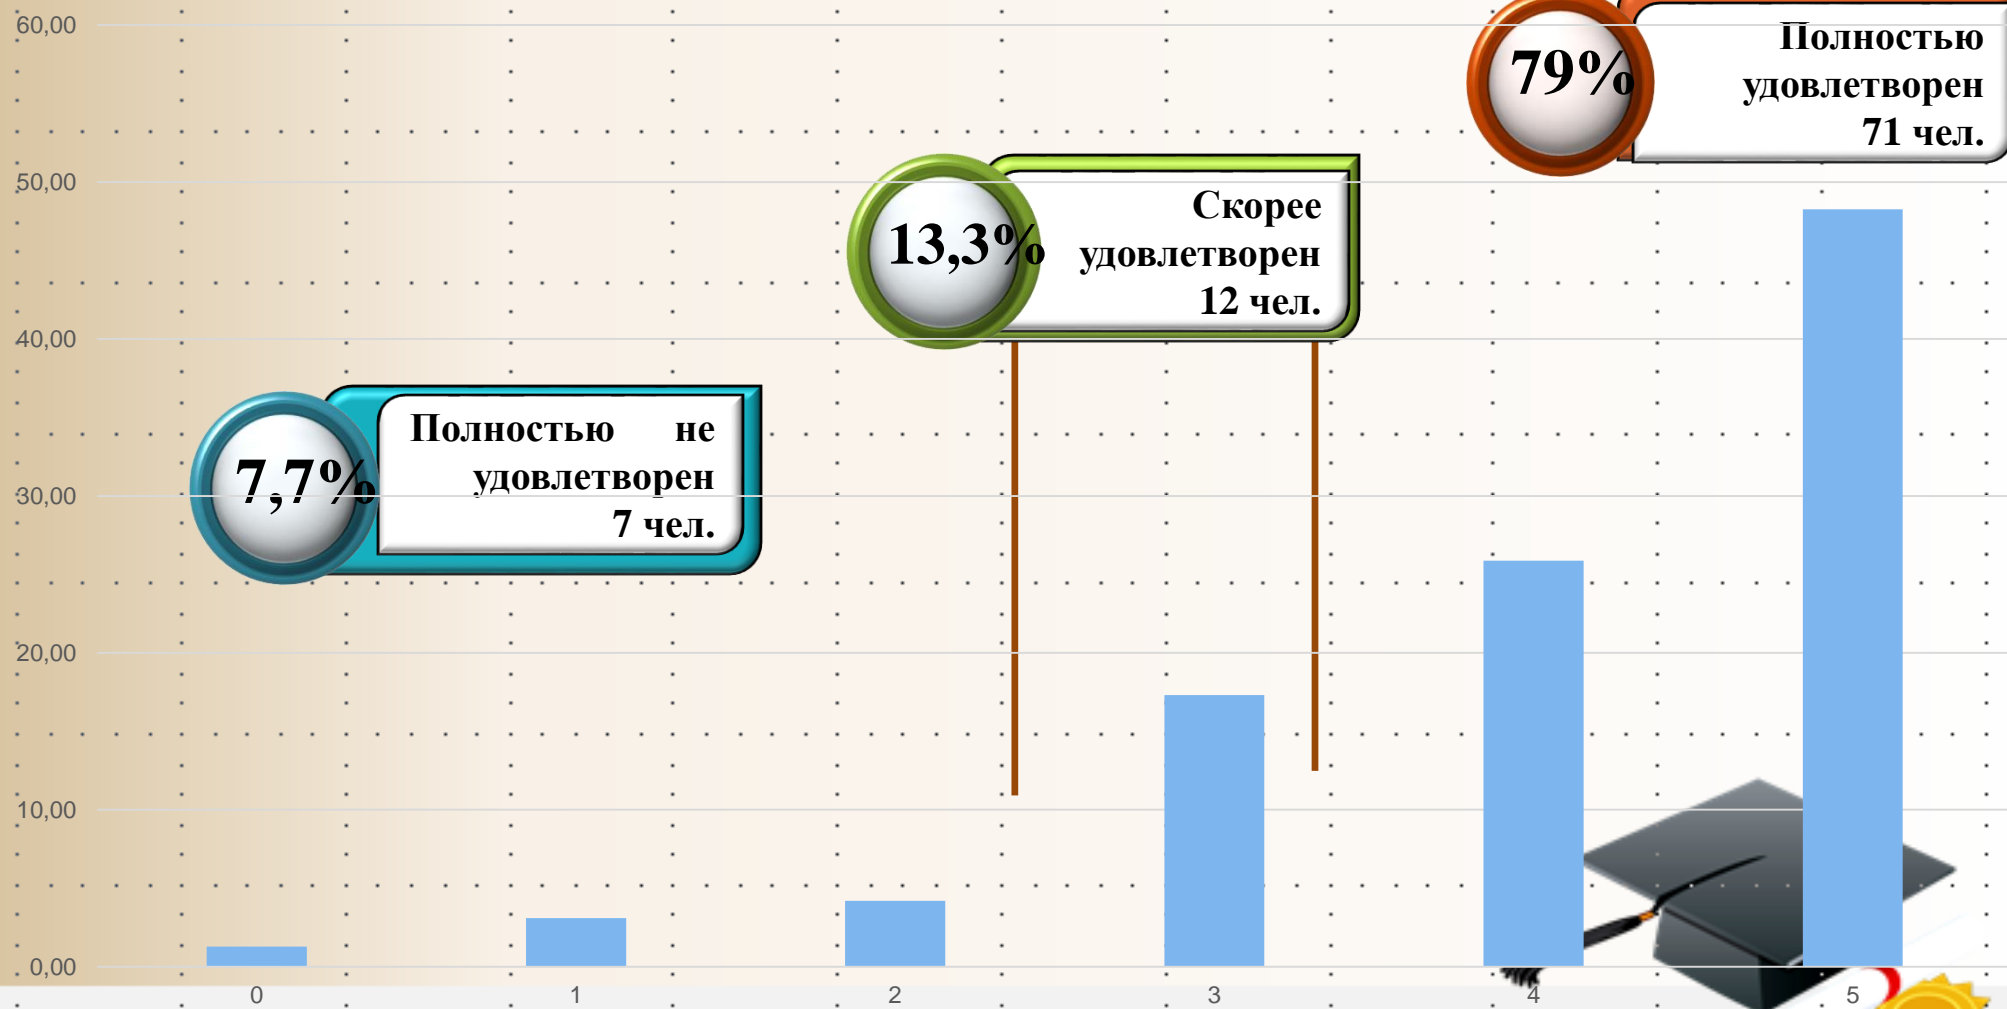 60,00
50,00
40,00
30,00
20,00
10,00
0,00
79%
Полностью
удовлетворен
71 чел.
13,3%
Скорее
удовлетворен
12 чел.
7,7%
Полностью не
удовлетворен
7 чел.
0 1 2 3 4 5